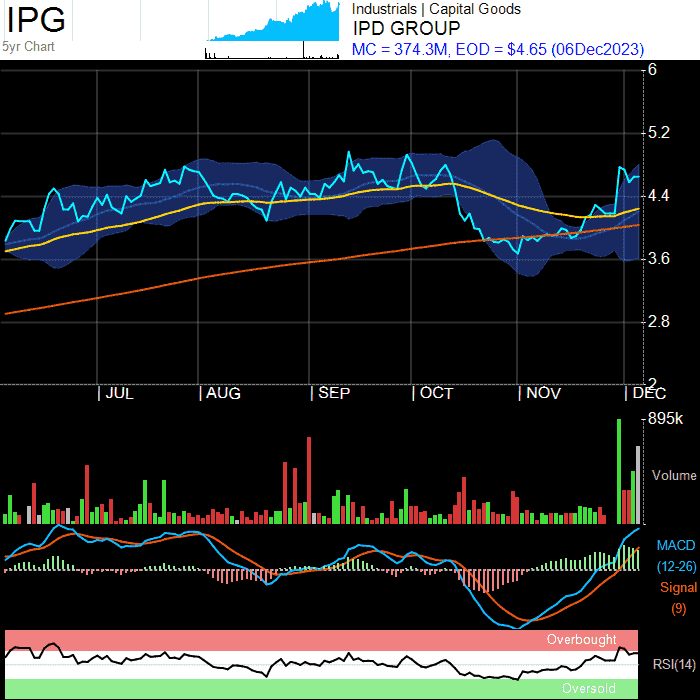 IPG
5yr Chart
Industrials | Capital Goods
IPD GROUP
MC = 374.3M, EOD = $4.65 (06Dec2023)
6
5.2
4.4
3.6
2.8
2
| JUL | AUG | SEP | OCT | NOV | DEC
895k
Volume
MACD
(12-26)
Signal
(9)
Overbought
RSI(14)
Oversold